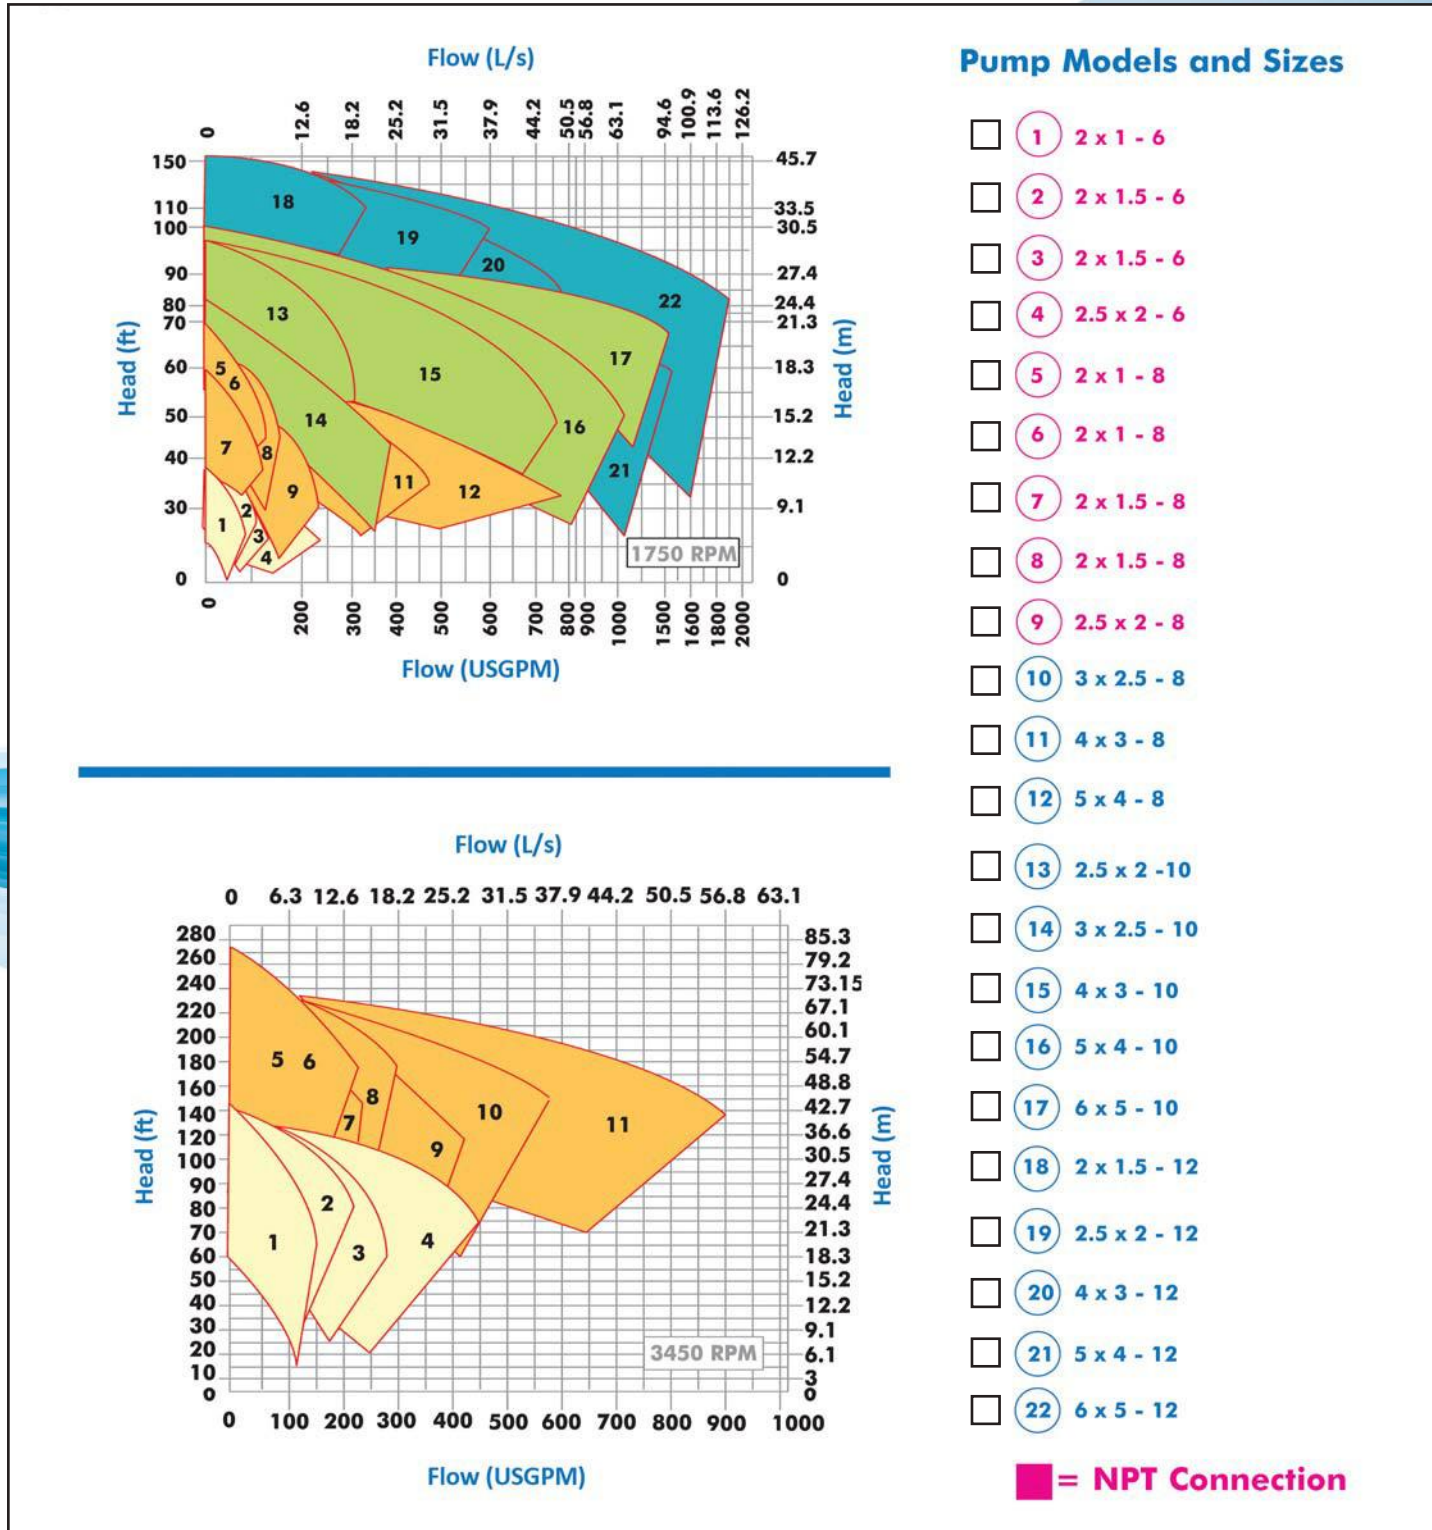 Flow (L/s)
0 12.6 18.2 25.2 31.5 37.9 44.2 50.5 56.8 63.1 94.6 100.9 113.6 126.2
Head (ft)
150
110
100
90
80
70
60
50
40
30
0
18
19
20
22
13
17
15
5
6
14
16
7
8
11
21
9
12
2
1
3
4
1750 RPM
45.7
33.5
30.5
27.4
24.4
21.3
18.3
15.2
12.2
9.1
0
Head (m)
0 200 300 400 500 600 700 800 900 1000 1500 1600 1800 2000
Flow (USGPM)
Flow (L/s)
0 6.3 12.6 18.2 25.2 31.5 37.9 44.2 50.5 56.8 63.1
Head (ft)
280
260
240
220
200
180
160
140
120
100
90
80
70
60
50
40
30
20
10
0
5 6
8
10
7
11
9
2
1
3
4
3450 RPM
85.3
79.2
73.15
67.1
60.1
54.7
48.8
42.7
36.6
30.5
27.4
24.4
21.3
18.3
15.2
12.2
9.1
6.1
3
0
Head (m)
0 100 200 300 400 500 600 700 800 900 1000
Flow (USGPM)
Pump Models and Sizes
1 2 x 1 - 6
2 2 x 1.5 - 6
3 2 x 1.5 - 6
4 2.5 x 2 - 6
5 2 x 1 - 8
6 2 x 1 - 8
7 2 x 1.5 - 8
8 2 x 1.5 - 8
9 2.5 x 2 - 8
10 3 x 2.5 - 8
11 4 x 3 - 8
12 5 x 4 - 8
13 2.5 x 2 -10
14 3 x 2.5 - 10
15 4 x 3 - 10
16 5 x 4 - 10
17 6 x 5 - 10
18 2 x 1.5 - 12
19 2.5 x 2 - 12
20 4 x 3 - 12
21 5 x 4 - 12
22 6 x 5 - 12
= NPT Connection